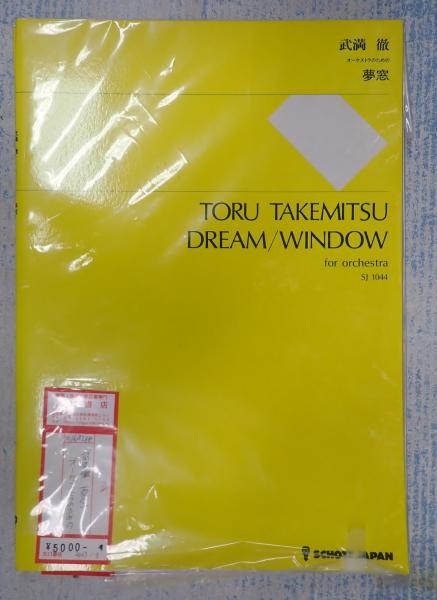 武満 徹
オーケストラのための
夢窓
TORU TAKEMITSU
DREAM/WINDOW
for orchestra
SJ 1044
¥5000-
SCHOTT JAPAN